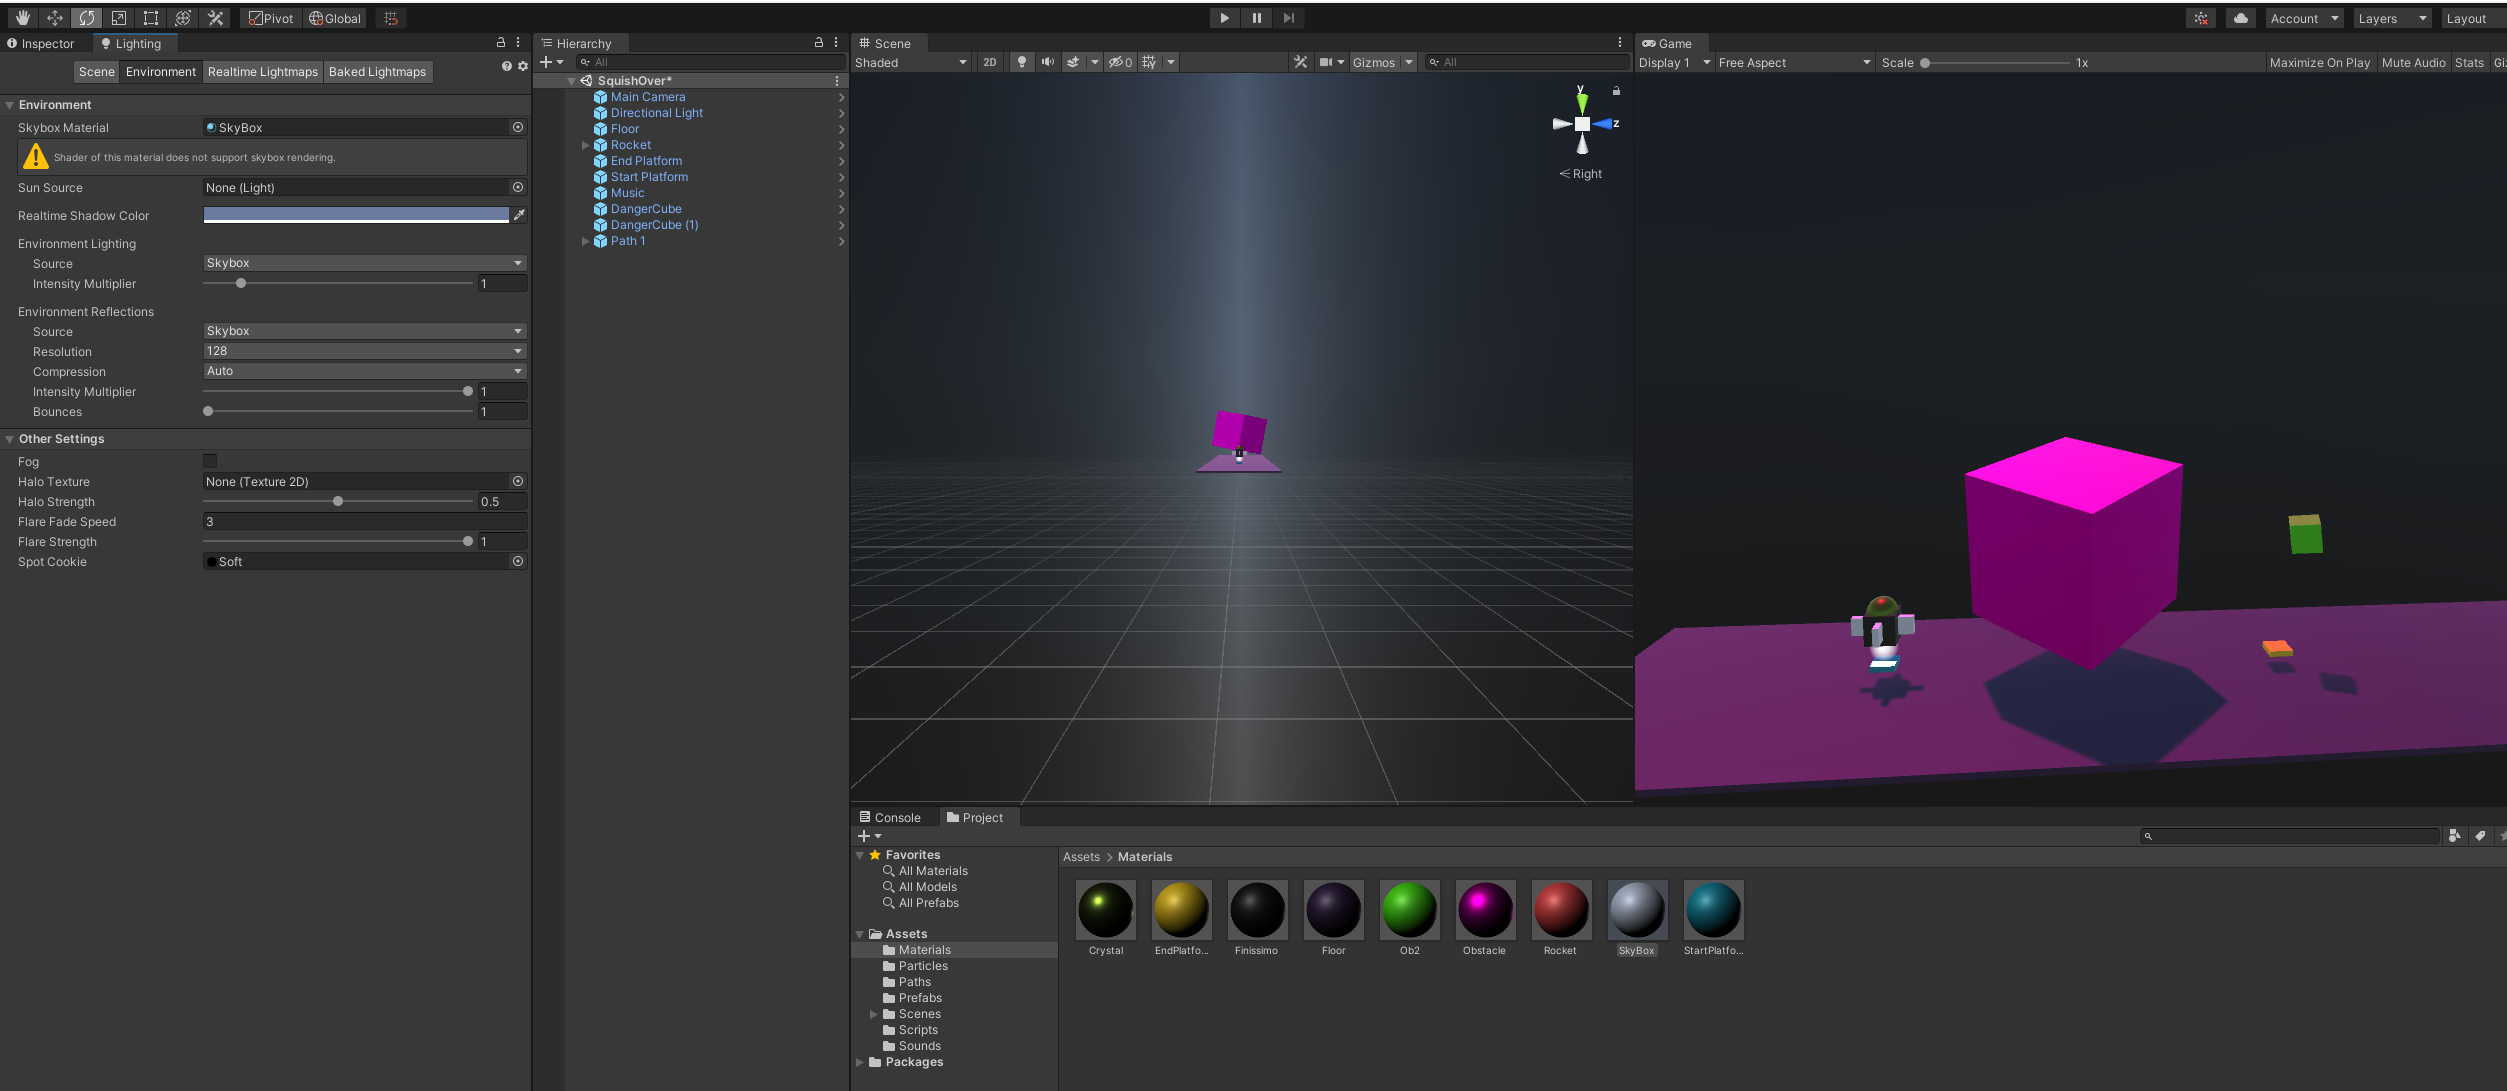 Pivot Global Account Layers Layout
Inspector Lighting
Scene Environment Realtime Lightmaps Baked Lightmaps
Environment
Skybox Material SkyBox
Shader of this material does not support skybox rendering.
Sun Source None (Light)
Realtime Shadow Color
Environment Lighting
Source Skybox
Intensity Multiplier 1
Environment Reflections
Source Skybox
Resolution 128
Compression Auto
Intensity Multiplier 1
Bounces 1
Other Settings
Fog
Halo Texture None (Texture 2D)
Halo Strength 0.5
Flare Fade Speed 3
Flare Strength 1
Spot Cookie Soft
Hierarchy
All
SquishOver*
Main Camera
Directional Light
Floor
Rocket
End Platform
Start Platform
Music
DangerCube
DangerCube (1)
Path 1
Scene
Shaded 2D 0 Gizmos All
y
z
Right
Game
Display 1 Free Aspect Scale 1x Maximize On Play Mute Audio Stats Gi
Console Project
Favorites
All Materials
All Models
All Prefabs
Assets
Materials
Particles
Paths
Prefabs
Scenes
Scripts
Sounds
Packages
Assets > Materials
Crystal EndPlatfo... Finissimo Floor Ob2 Obstacle Rocket SkyBox StartPlatfo...